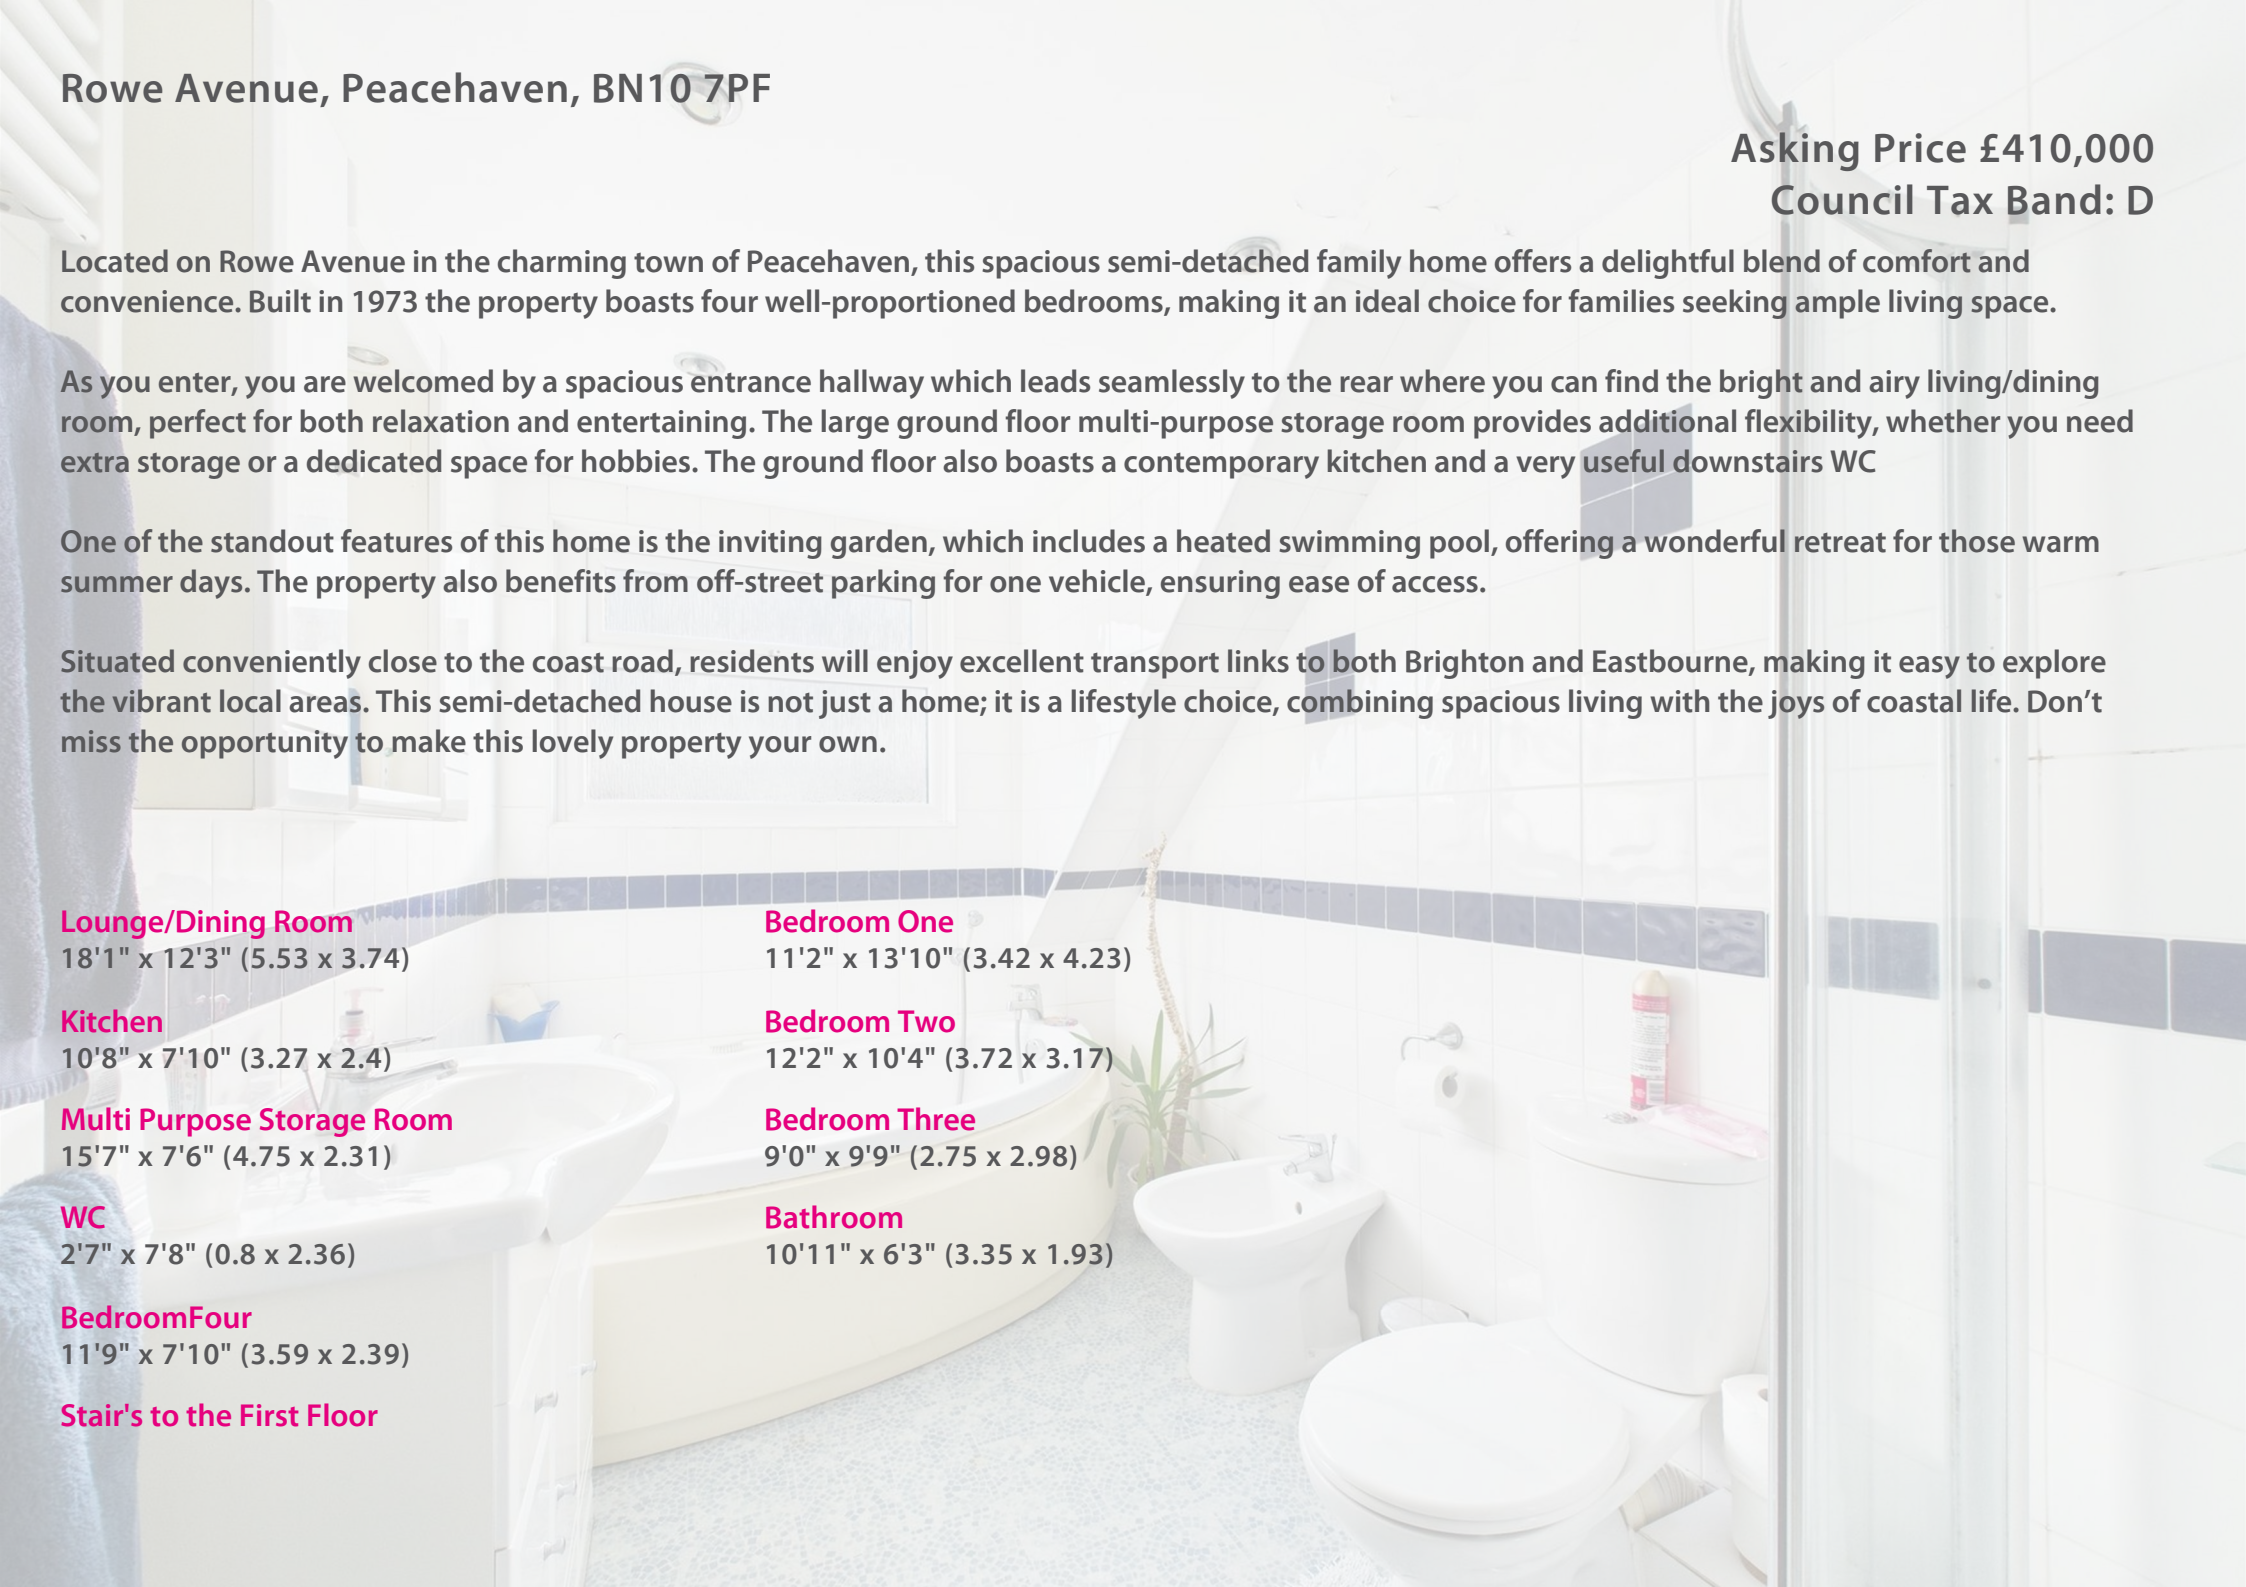 Rowe Avenue, Peacehaven, BN10 7PF
Asking Price £410,000
Council Tax Band: D
Located on Rowe Avenue in the charming town of Peacehaven, this spacious semi-detached family home offers a delightful blend of comfort and
convenience. Built in 1973 the property boasts four well-proportioned bedrooms, making it an ideal choice for families seeking ample living space.
As you enter, you are welcomed by a spacious entrance hallway which leads seamlessly to the rear where you can find the bright and airy living/dining
room, perfect for both relaxation and entertaining. The large ground floor multi-purpose storage room provides additional flexibility, whether you need
extra storage or a dedicated space for hobbies. The ground floor also boasts a contemporary kitchen and a very useful downstairs WC
One of the standout features of this home is the inviting garden, which includes a heated swimming pool, offering a wonderful retreat for those warm
summer days. The property also benefits from off-street parking for one vehicle, ensuring ease of access.
Situated conveniently close to the coast road, residents will enjoy excellent transport links to both Brighton and Eastbourne, making it easy to explore
the vibrant local areas. This semi-detached house is not just a home; it is a lifestyle choice, combining spacious living with the joys of coastal life. Don’t
miss the opportunity to make this lovely property your own.
Lounge/Dining Room
18'1" x 12'3" (5.53 x 3.74)
Kitchen
10'8" x 7'10" (3.27 x 2.4)
Multi Purpose Storage Room
15'7" x 7'6" (4.75 x 2.31)
WC
2'7" x 7'8" (0.8 x 2.36)
BedroomFour
11'9" x 7'10" (3.59 x 2.39)
Stair's to the First Floor
Bedroom One
11'2" x 13'10" (3.42 x 4.23)
Bedroom Two
12'2" x 10'4" (3.72 x 3.17)
Bedroom Three
9'0" x 9'9" (2.75 x 2.98)
Bathroom
10'11" x 6'3" (3.35 x 1.93)